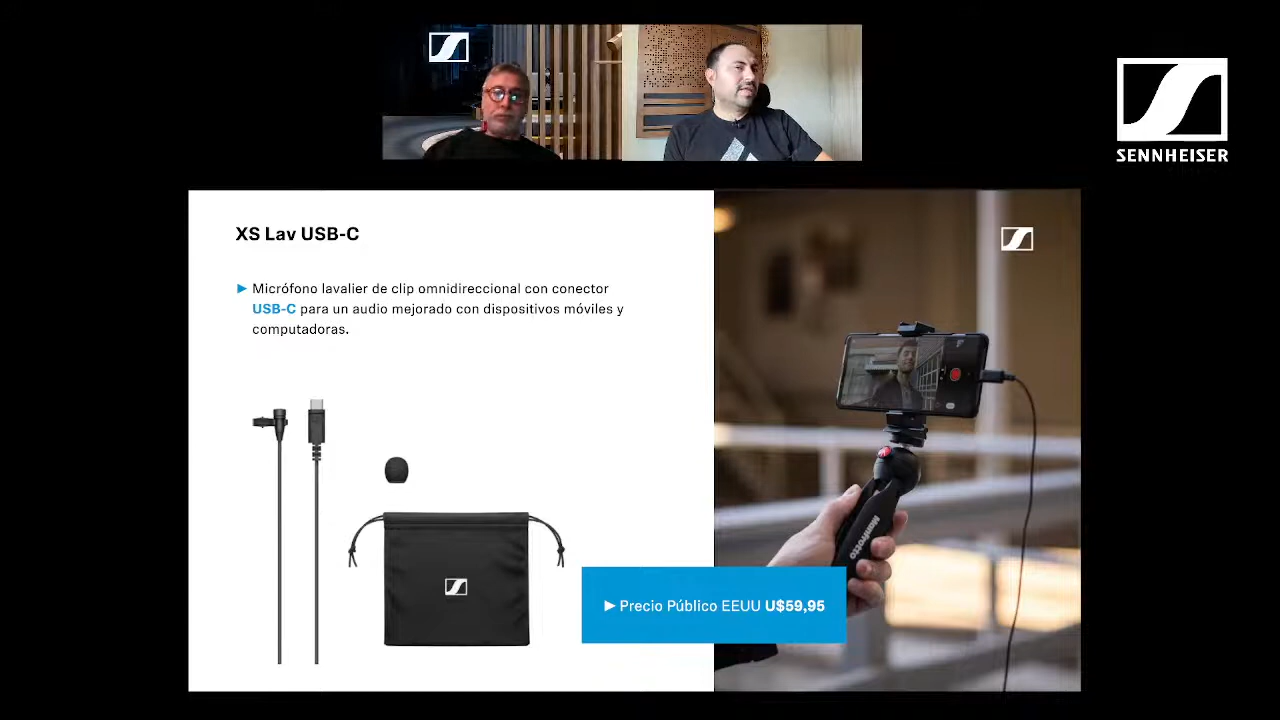 SENNHEISER
XS Lav USB-C
► Micrófono lavalier de clip omnidireccional con conector
USB-C para un audio mejorado con dispositivos móviles y
computadoras.
Manfrotto
► Precio Público EEUU U$59,95